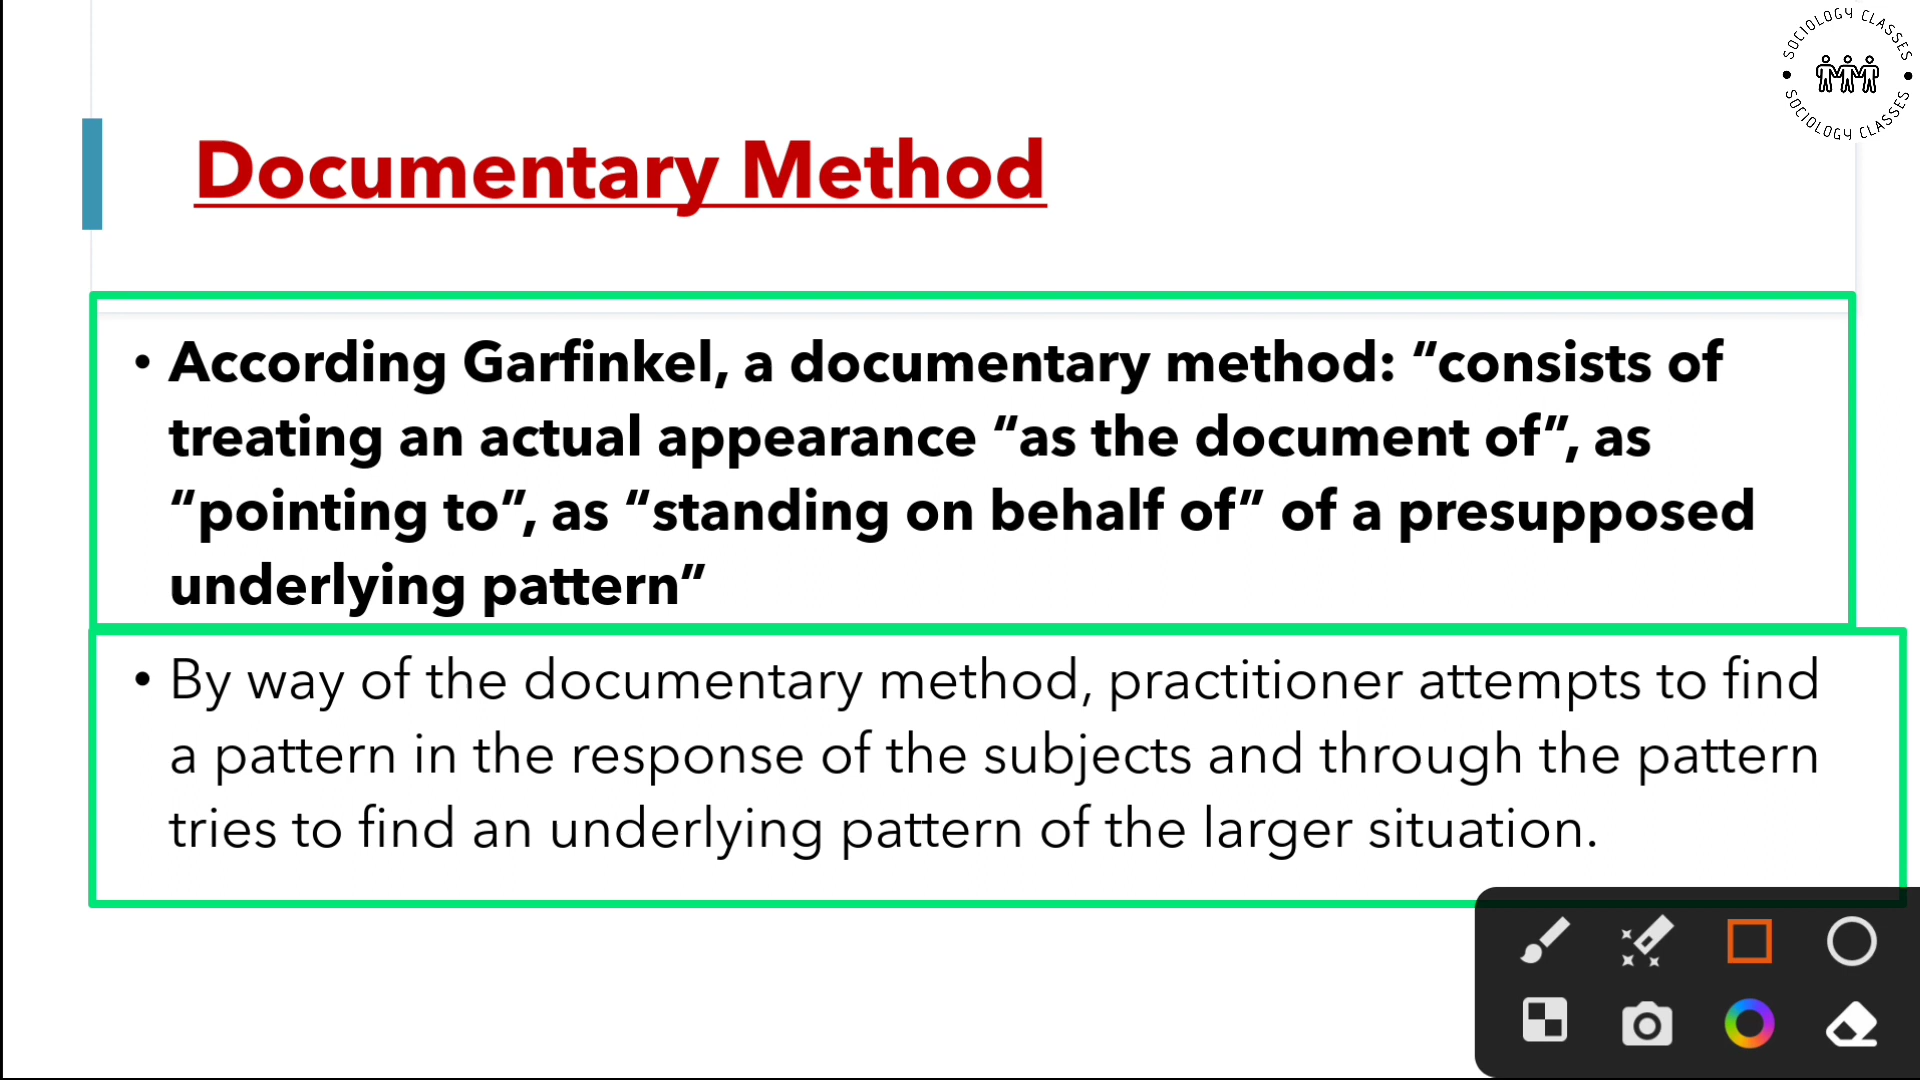 SOCIOLOGY CLASSES
SOCIOLOGY CLASSES
Documentary Method
• According Garfinkel, a documentary method: “consists of
treating an actual appearance “as the document of”, as
“pointing to”, as “standing on behalf of” of a presupposed
underlying pattern”
• By way of the documentary method, practitioner attempts to find
a pattern in the response of the subjects and through the pattern
tries to find an underlying pattern of the larger situation.